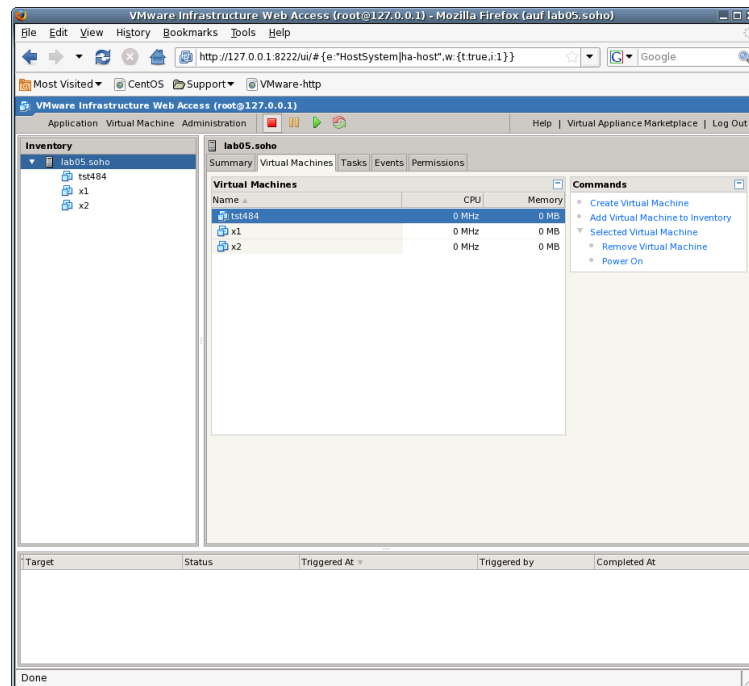 VMware Infrastructure Web Access (root@127.0.0.1) - Mozilla Firefox (auf lab05.soho)
File Edit View History Bookmarks Tools Help
http://127.0.0.1:8222/ui/#{e:"HostSystem|ha-host",w:{t:true,i:1}}
G Google
Most Visited CentOS Support VMware-http
VMware Infrastructure Web Access (root@127.0.0.1)
Application Virtual Machine Administration Help | Virtual Appliance Marketplace | Log Out
Inventory
lab05.soho
tst484
x1
x2
lab05.soho
Summary Virtual Machines Tasks Events Permissions
Virtual Machines
Name CPU Memory
tst484 0 MHz 0 MB
x1 0 MHz 0 MB
x2 0 MHz 0 MB
Commands
Create Virtual Machine
Add Virtual Machine to Inventory
Selected Virtual Machine
Remove Virtual Machine
Power On
Target Status Triggered At Triggered by Completed At
Done